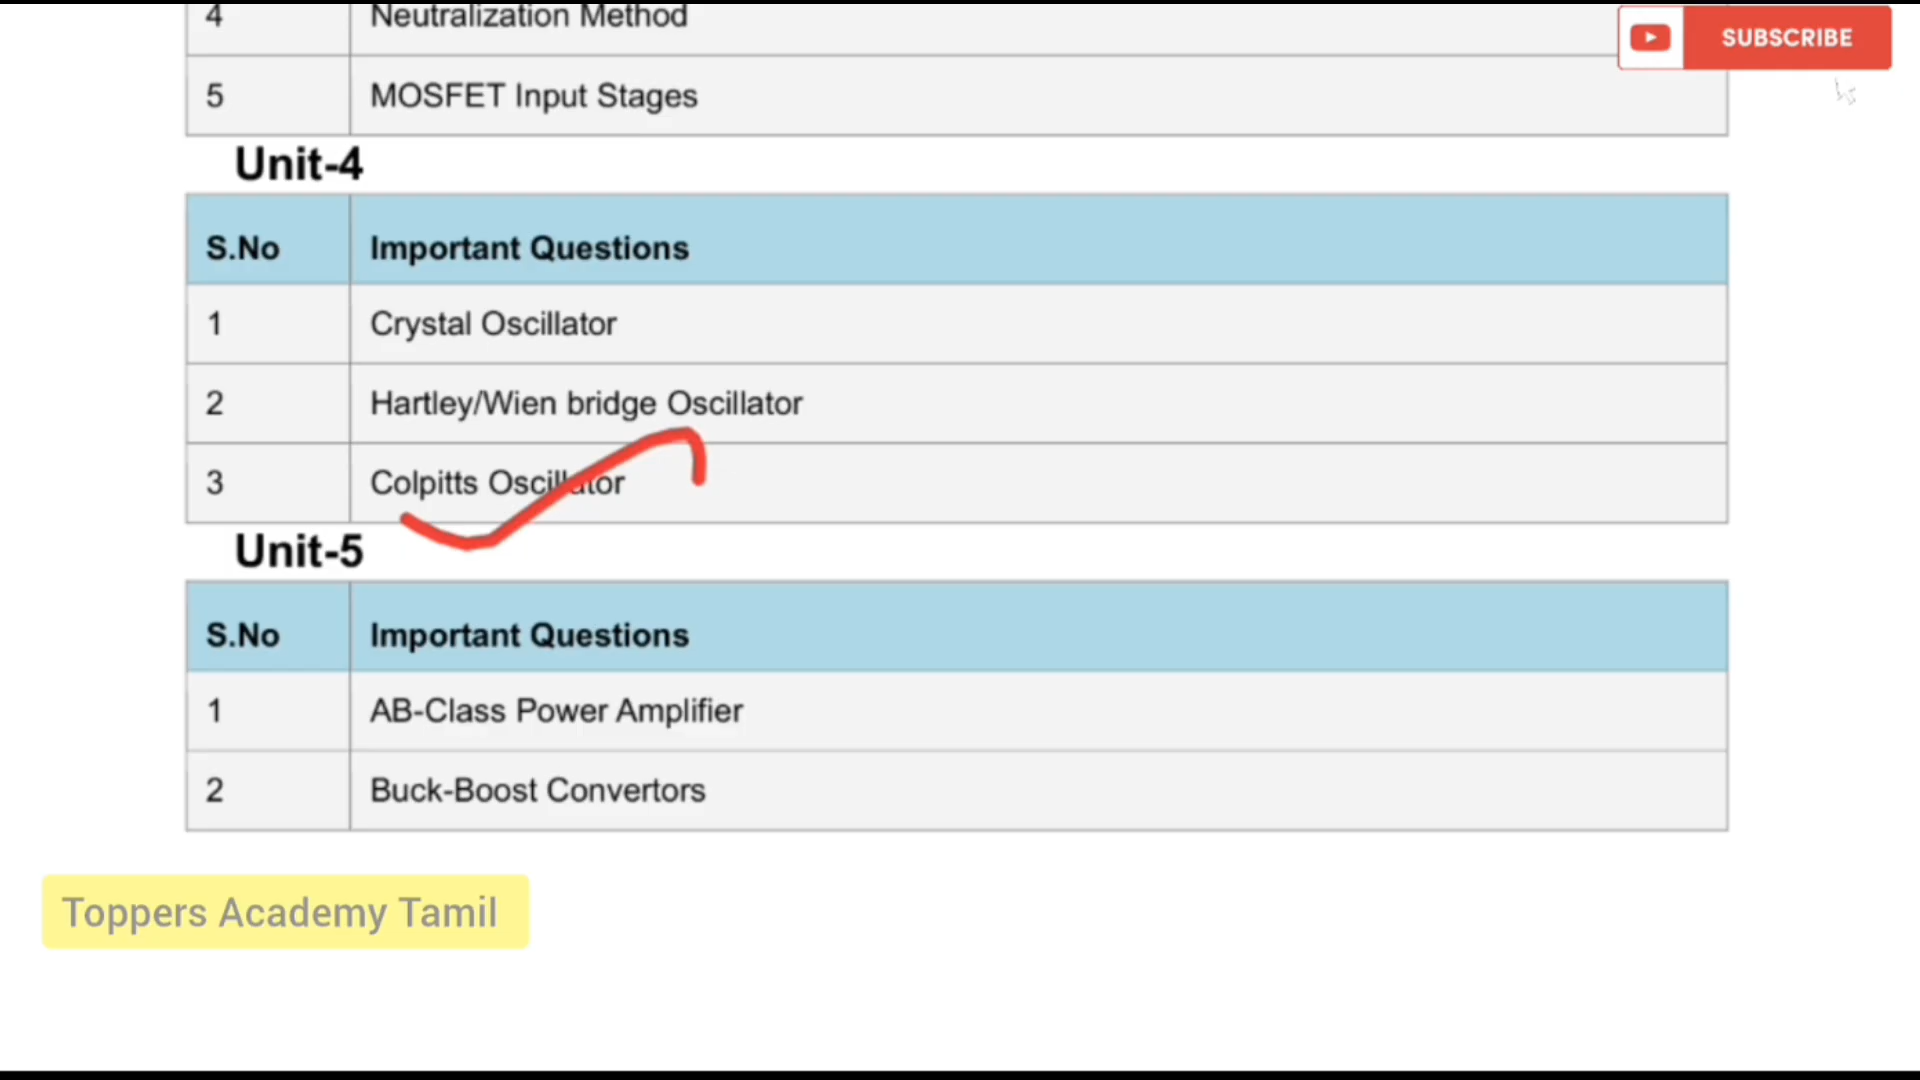 4 Neutralization Method
SUBSCRIBE
5 MOSFET Input Stages
Unit-4
S.No Important Questions
1 Crystal Oscillator
2 Hartley/Wien bridge Oscillator
3 Colpitts Oscillator
Unit-5
S.No Important Questions
1 AB-Class Power Amplifier
2 Buck-Boost Convertors
Toppers Academy Tamil